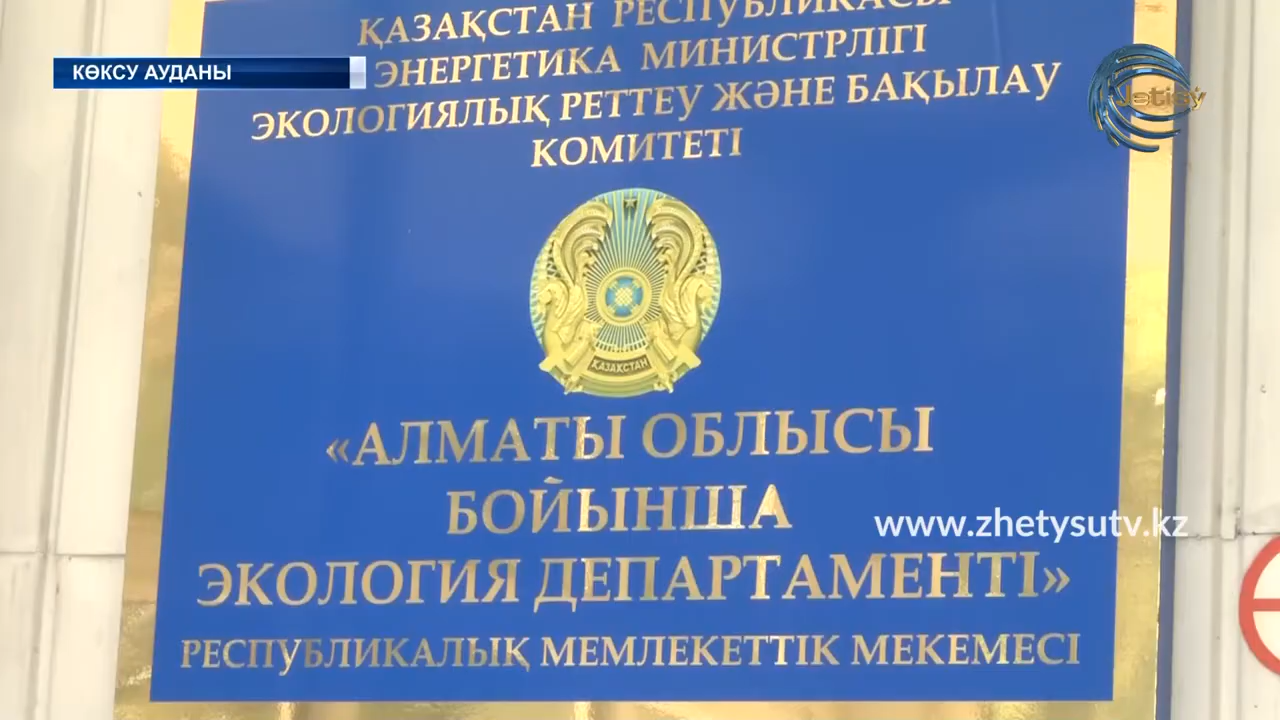 ҚАЗАҚСТАН РЕСПУБЛИКАСЫ
КӨКСУ АУДАНЫ
ЭНЕРГЕТИКА МИНИСТРЛІГІ
Jetisý
ЭКОЛОГИЯЛЫҚ РЕТТЕУ ЖӘНЕ БАҚЫЛАУ
КОМИТЕТІ
ҚАЗАҚСТАН
«АЛМАТЫ ОБЛЫСЫ
БОЙЫНША
www.zhetysutv.kz
ЭКОЛОГИЯ ДЕПАРТАМЕНТІ»
РЕСПУБЛИКАЛЫҚ МЕМЛЕКЕТТІК МЕКЕМЕСІ